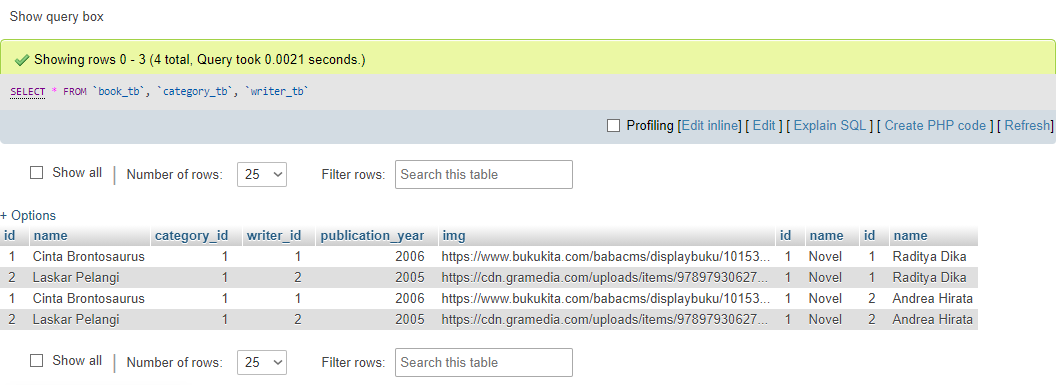 Show query box
Showing rows 0 - 3 (4 total, Query took 0.0021 seconds.)
SELECT * FROM `book_tb`, `category_tb`, `writer_tb`
Profiling [Edit inline] [ Edit ] [ Explain SQL ] [ Create PHP code ] [ Refresh]
Show all | Number of rows: 25 Filter rows: Search this table
+ Options
id name category_id writer_id publication_year img id name id name
1 Cinta Brontosaurus 1 1 2006 https://www.bukukita.com/babacms/displaybuku/10153... 1 Novel 1 Raditya Dika
2 Laskar Pelangi 1 2 2005 https://cdn.gramedia.com/uploads/items/97897930627... 1 Novel 1 Raditya Dika
1 Cinta Brontosaurus 1 1 2006 https://www.bukukita.com/babacms/displaybuku/10153... 1 Novel 2 Andrea Hirata
2 Laskar Pelangi 1 2 2005 https://cdn.gramedia.com/uploads/items/97897930627... 1 Novel 2 Andrea Hirata
Show all | Number of rows: 25 Filter rows: Search this table